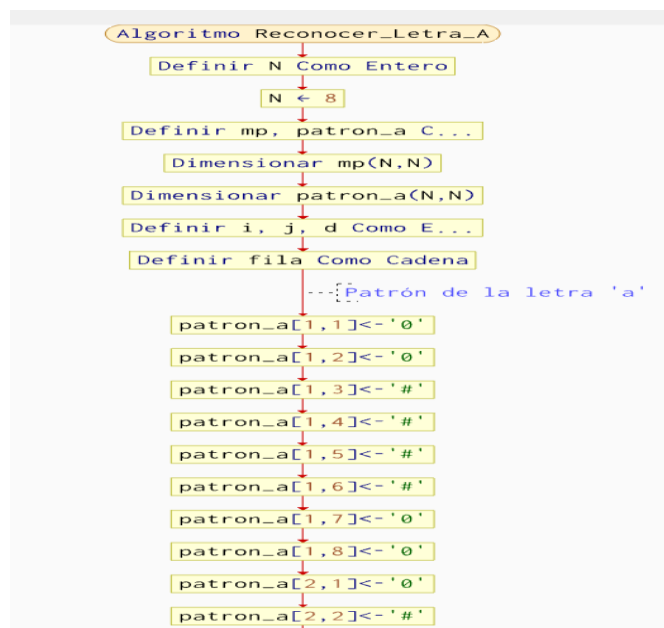 Algoritmo Reconocer_Letra_A
Definir N Como Entero
N ← 8
Definir mp, patron_a C...
Dimensionar mp(N,N)
Dimensionar patron_a(N,N)
Definir i, j, d Como E...
Definir fila Como Cadena
Patrón de la letra 'a'
patron_a[1,1]<-'0'
patron_a[1,2]<-'0'
patron_a[1,3]<-'#'
patron_a[1,4]<-'#'
patron_a[1,5]<-'#'
patron_a[1,6]<-'#'
patron_a[1,7]<-'0'
patron_a[1,8]<-'0'
patron_a[2,1]<-'0'
patron_a[2,2]<-'#'